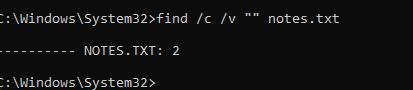 C:\Windows\System32>find /c /v "" notes.txt
---------- NOTES.TXT: 2
C:\Windows\System32>